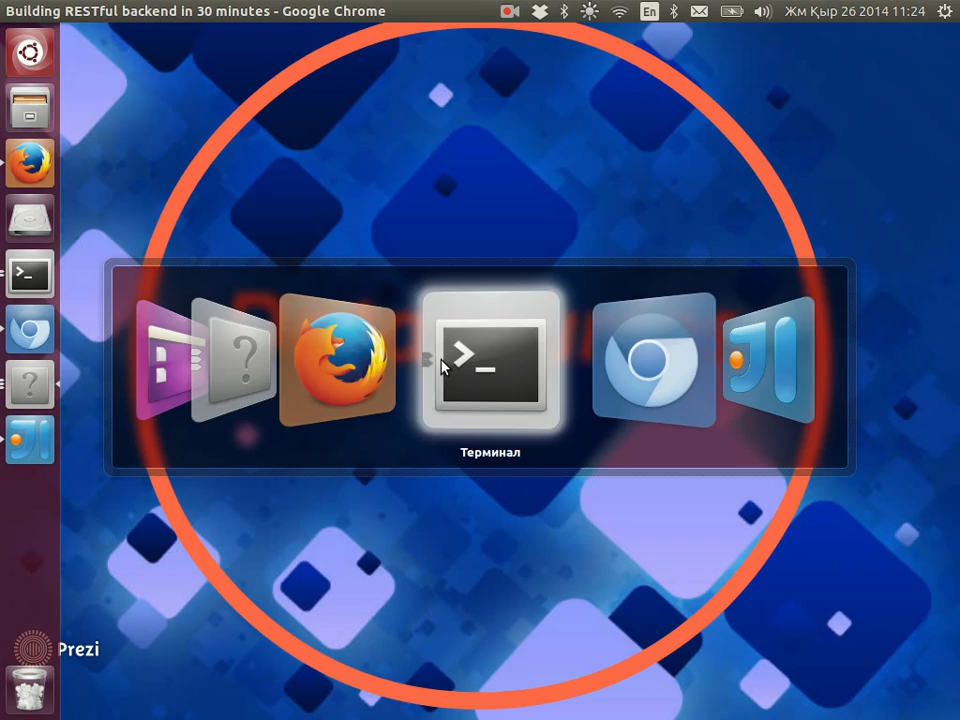 Building RESTful backend in 30 minutes - Google Chrome
En
Жм Қыр 26 2014 11:24
Терминал
Prezi